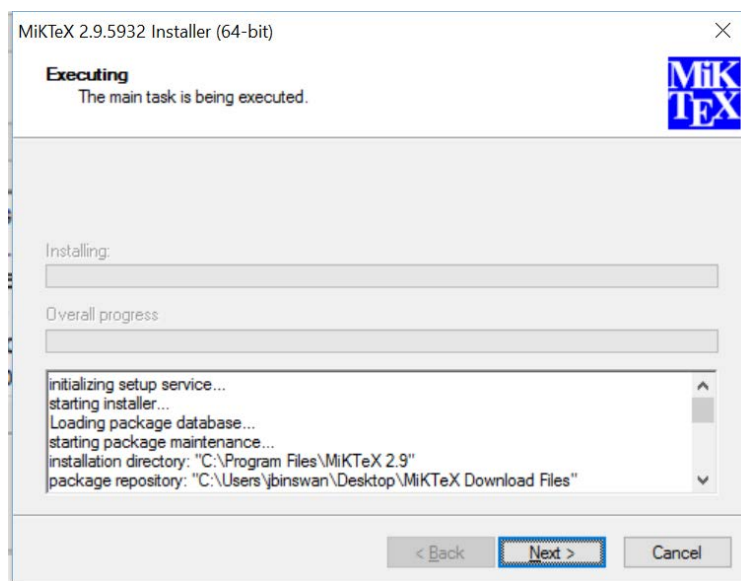 MiKTeX 2.9.5932 Installer (64-bit)
Executing
The main task is being executed.
MiK
TEX
Installing:
Overall progress
initializing setup service...
starting installer...
Loading package database...
starting package maintenance...
installation directory: "C:\Program Files\MiKTeX 2.9"
package repository: "C:\Users\jbinswan\Desktop\MiKTeX Download Files"
< Back
Next >
Cancel